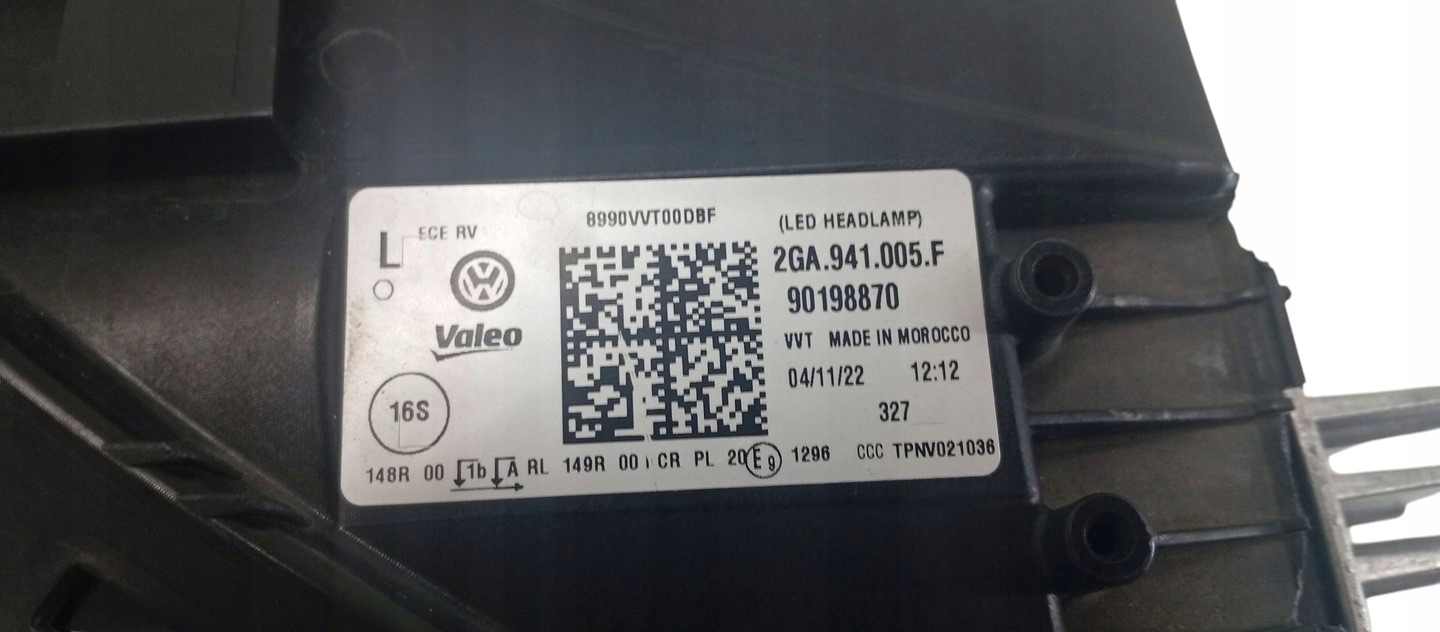 L ECE RV
8990VVT00DBF
(LED HEADLAMP)
2GA.941.005.F
90198870
Valeo
VVT MADE IN MOROCCO
04/11/22 12:12
16S
327
148R 00 1b A RL 149R 00 CR PL 20 E9 1296 CCC TPNV021036